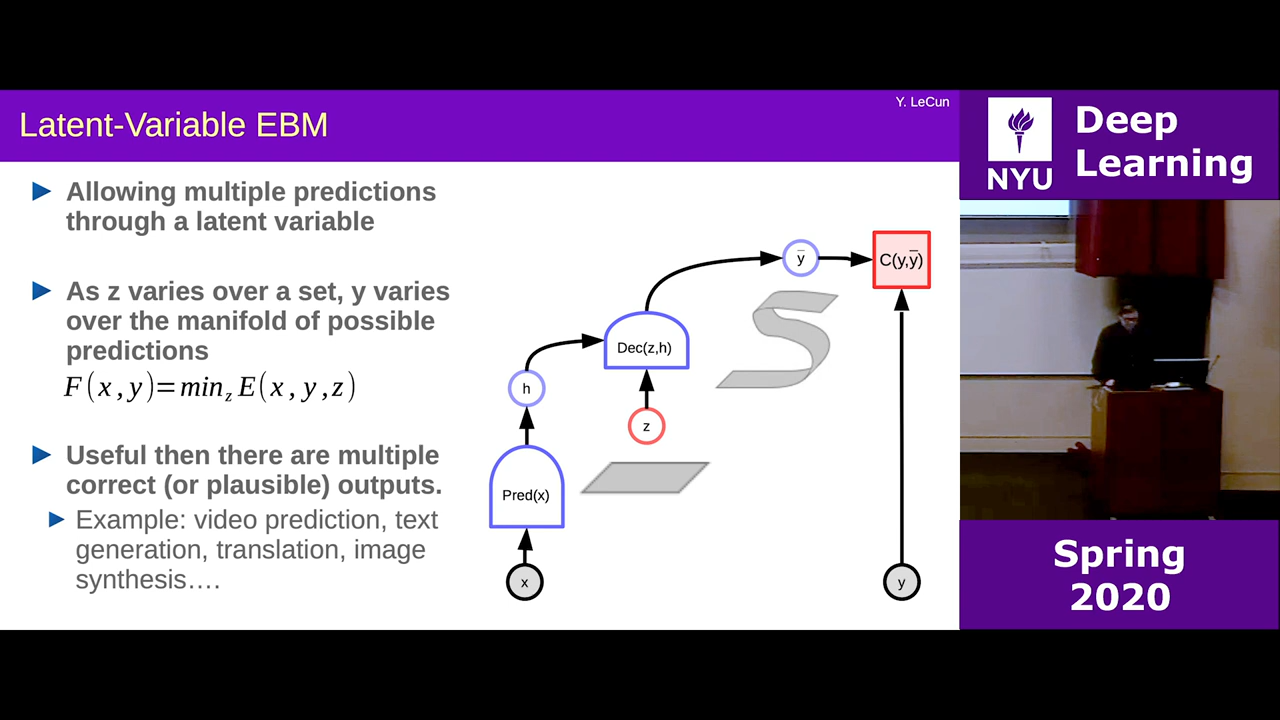 Y. LeCun
Latent-Variable EBM
Allowing multiple predictions
through a latent variable
As z varies over a set, y varies
over the manifold of possible
predictions
F(x,y)=min_z E(x,y,z)
Useful then there are multiple
correct (or plausible) outputs.
Example: video prediction, text
generation, translation, image
synthesis….
ȳ
C(y,ȳ)
Dec(z,h)
h
z
Pred(x)
x
y
NYU
Deep
Learning
Spring
2020